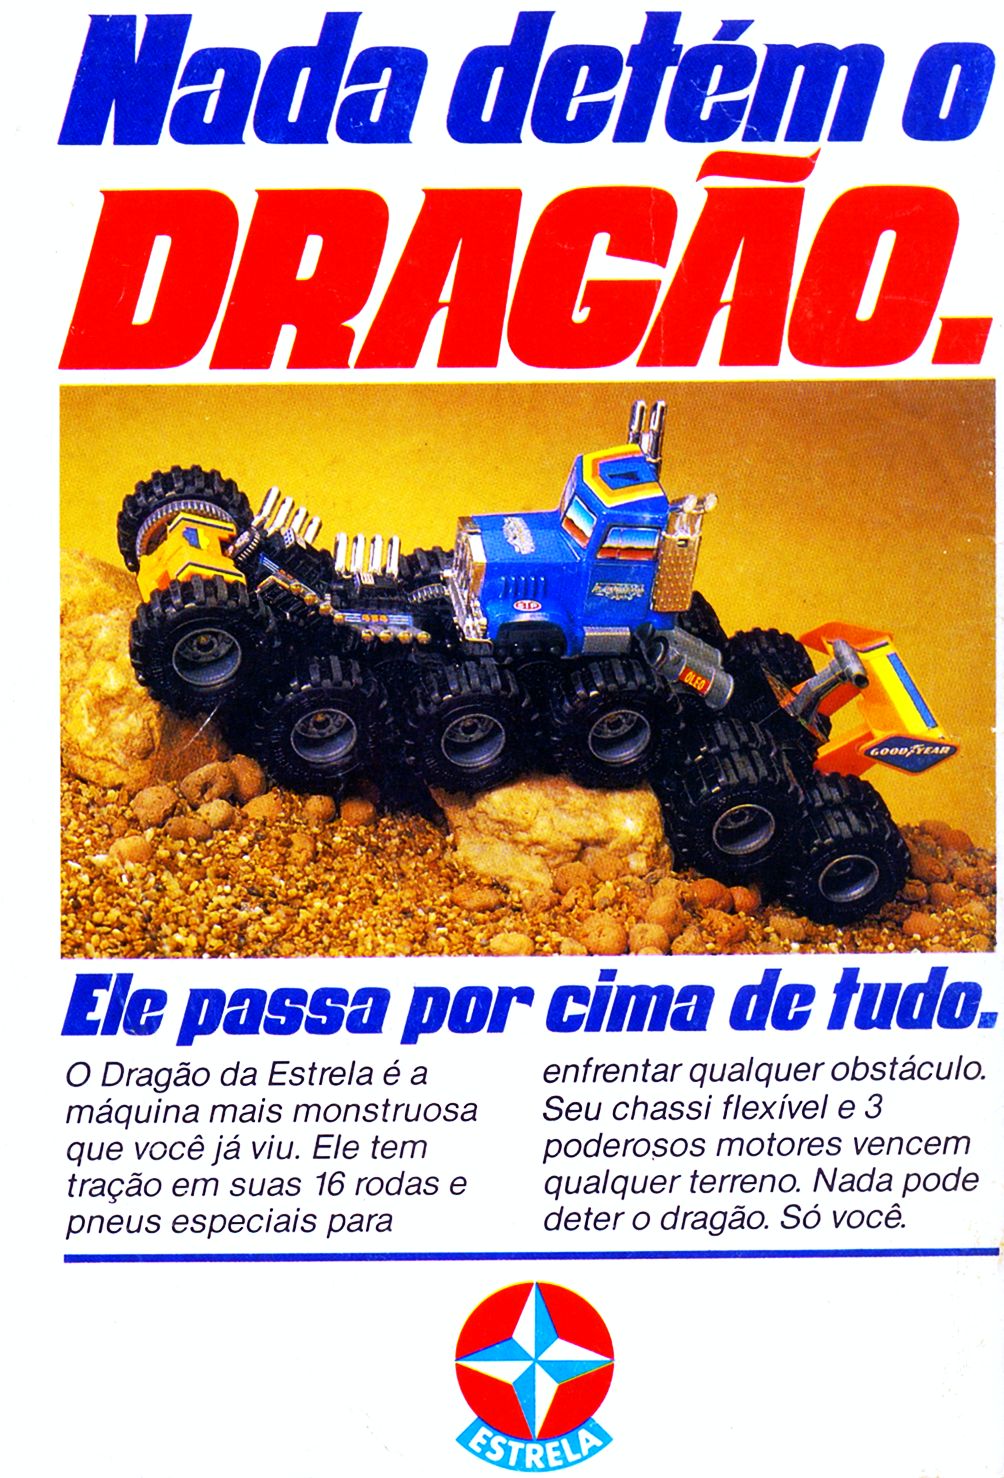 Nada detém o
DRAGÃO.
454
STP
ÓLEO
GOODYEAR
Ele passa por cima de tudo.
O Dragão da Estrela é a
máquina mais monstruosa
que você já viu. Ele tem
tração em suas 16 rodas e
pneus especiais para
enfrentar qualquer obstáculo.
Seu chassi flexível e 3
poderosos motores vencem
qualquer terreno. Nada pode
deter o dragão. Só você.
ESTRELA